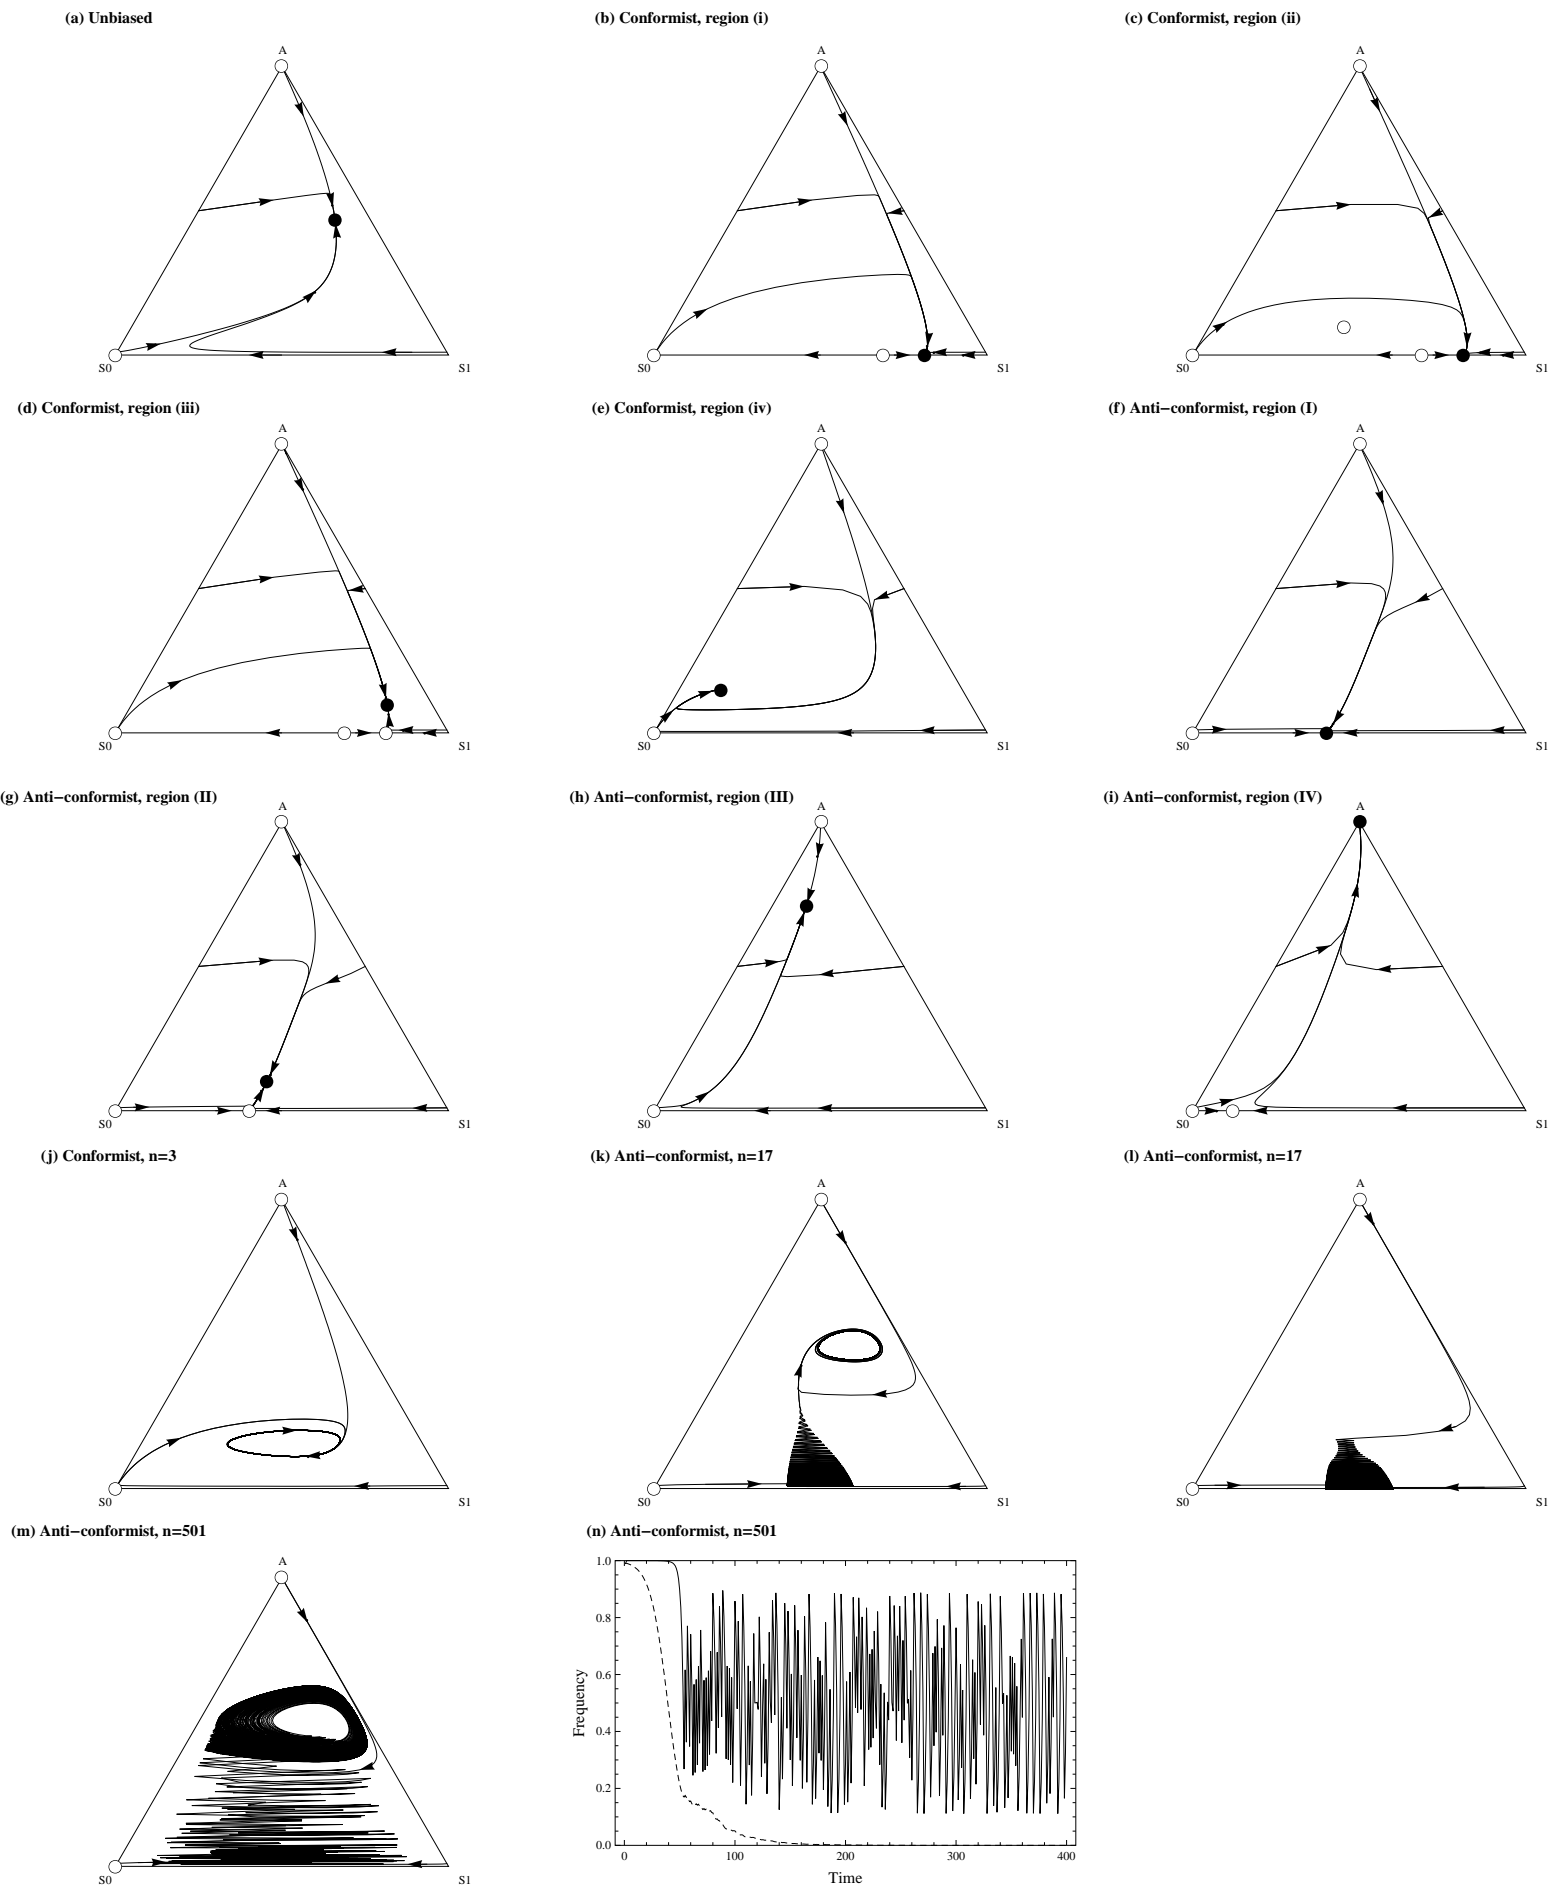 (a) Unbiased
(b) Conformist, region (i)
(c) Conformist, region (ii)
A
A
A
S0
S1
S0
S1
S0
S1
(d) Conformist, region (iii)
(e) Conformist, region (iv)
(f) Anti−conformist, region (I)
A
A
A
S0
S1
S0
S1
S0
S1
(g) Anti−conformist, region (II)
(h) Anti−conformist, region (III)
(i) Anti−conformist, region (IV)
A
A
A
S0
S1
S0
S1
S0
S1
(j) Conformist, n=3
(k) Anti−conformist, n=17
(l) Anti−conformist, n=17
A
A
A
S0
S1
S0
S1
S0
S1
(m) Anti−conformist, n=501
(n) Anti−conformist, n=501
A
S0
S1
1.0
0.8
0.6
0.4
0.2
0.0
Frequency
0
100
200
300
400
Time